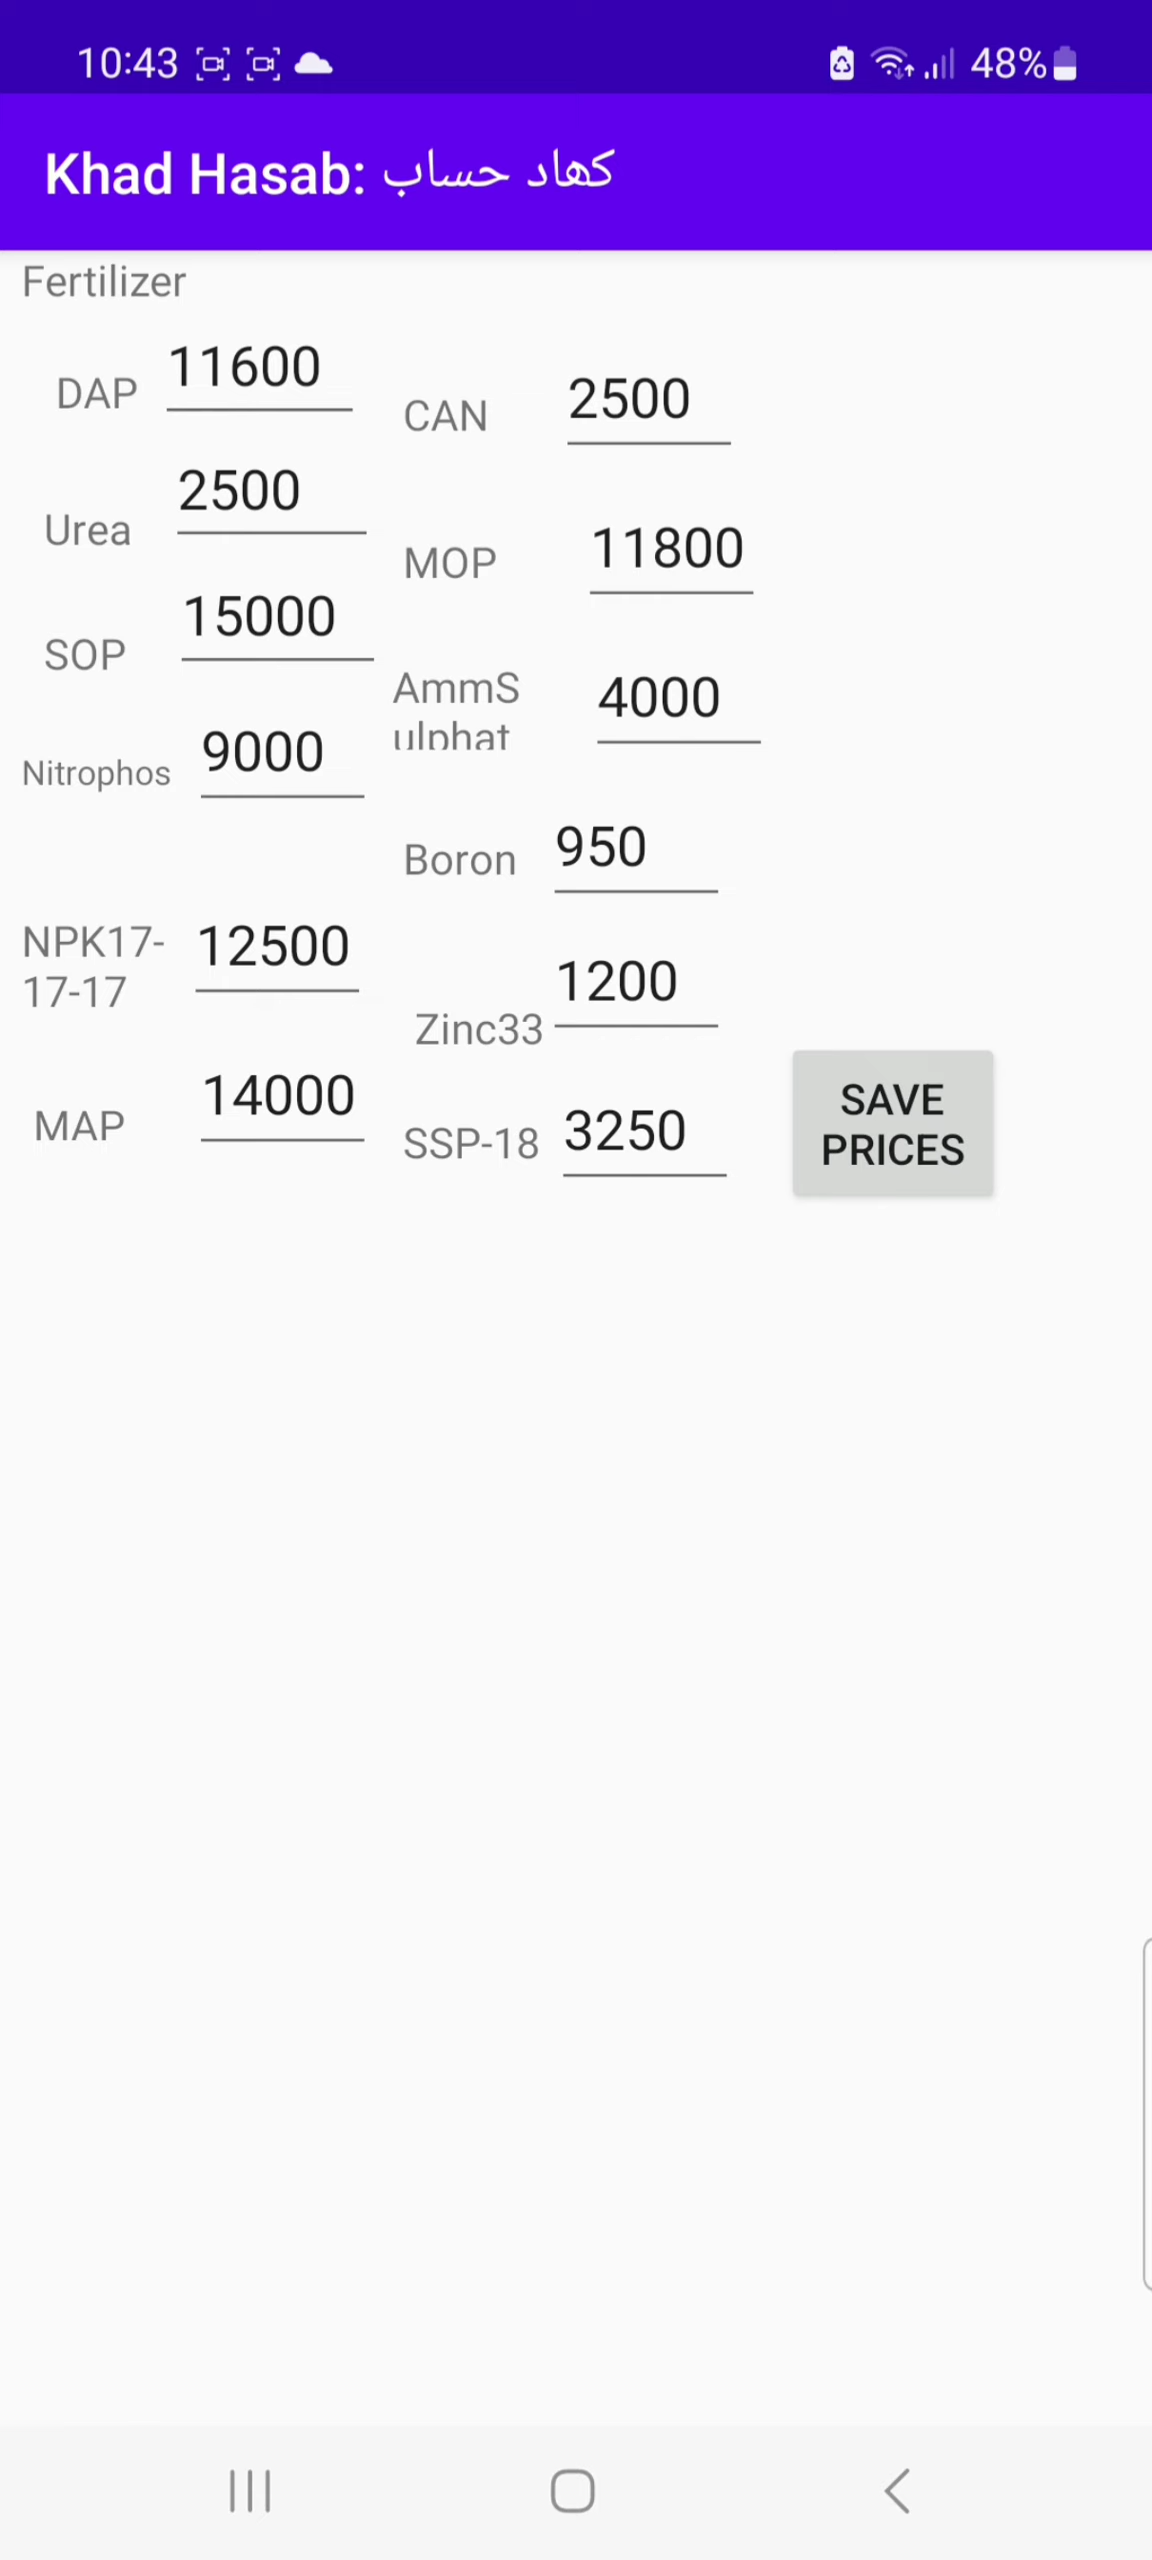 10:43
48%
Khad Hasab: کھاد حساب
Fertilizer
DAP 11600
CAN 2500
Urea 2500
MOP 11800
SOP 15000
AmmS
ulphat
4000
Nitrophos 9000
Boron 950
NPK17-
17-17
12500
Zinc33 1200
MAP 14000
SSP-18 3250
SAVE
PRICES